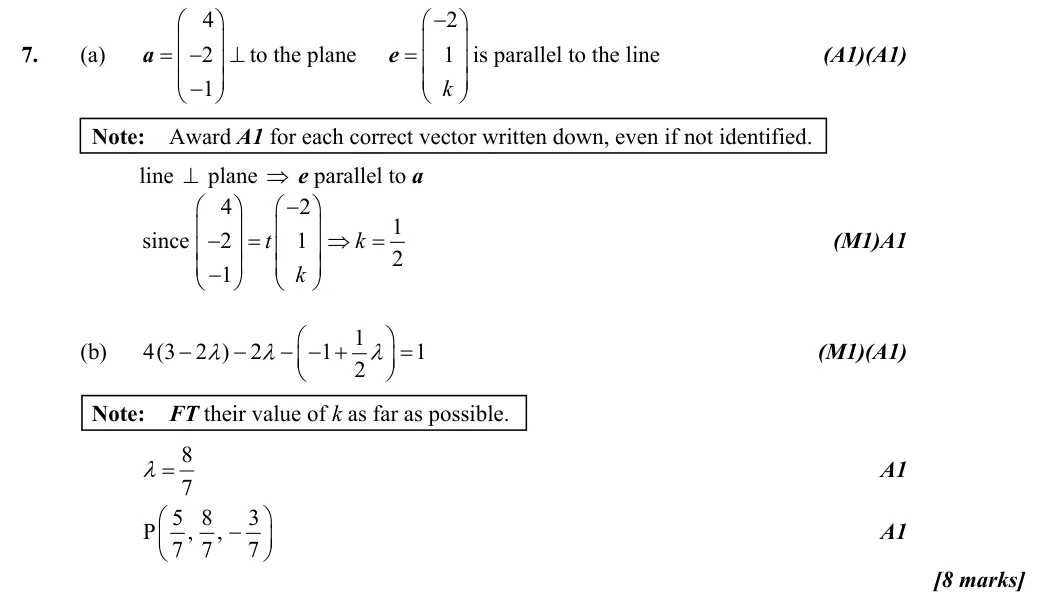 7. (a) a = (4 −2 −1) ⊥ to the plane e = (−2 1 k) is parallel to the line (A1)(A1)
Note: Award A1 for each correct vector written down, even if not identified.
line ⊥ plane ⇒ e parallel to a
since (4 −2 −1) = t (−2 1 k) ⇒ k = 1/2 (M1)A1
(b) 4(3 − 2λ) − 2λ − (−1 + 1/2 λ) = 1 (M1)(A1)
Note: FT their value of k as far as possible.
λ = 8/7 A1
P(5/7, 8/7, −3/7) A1
[8 marks]